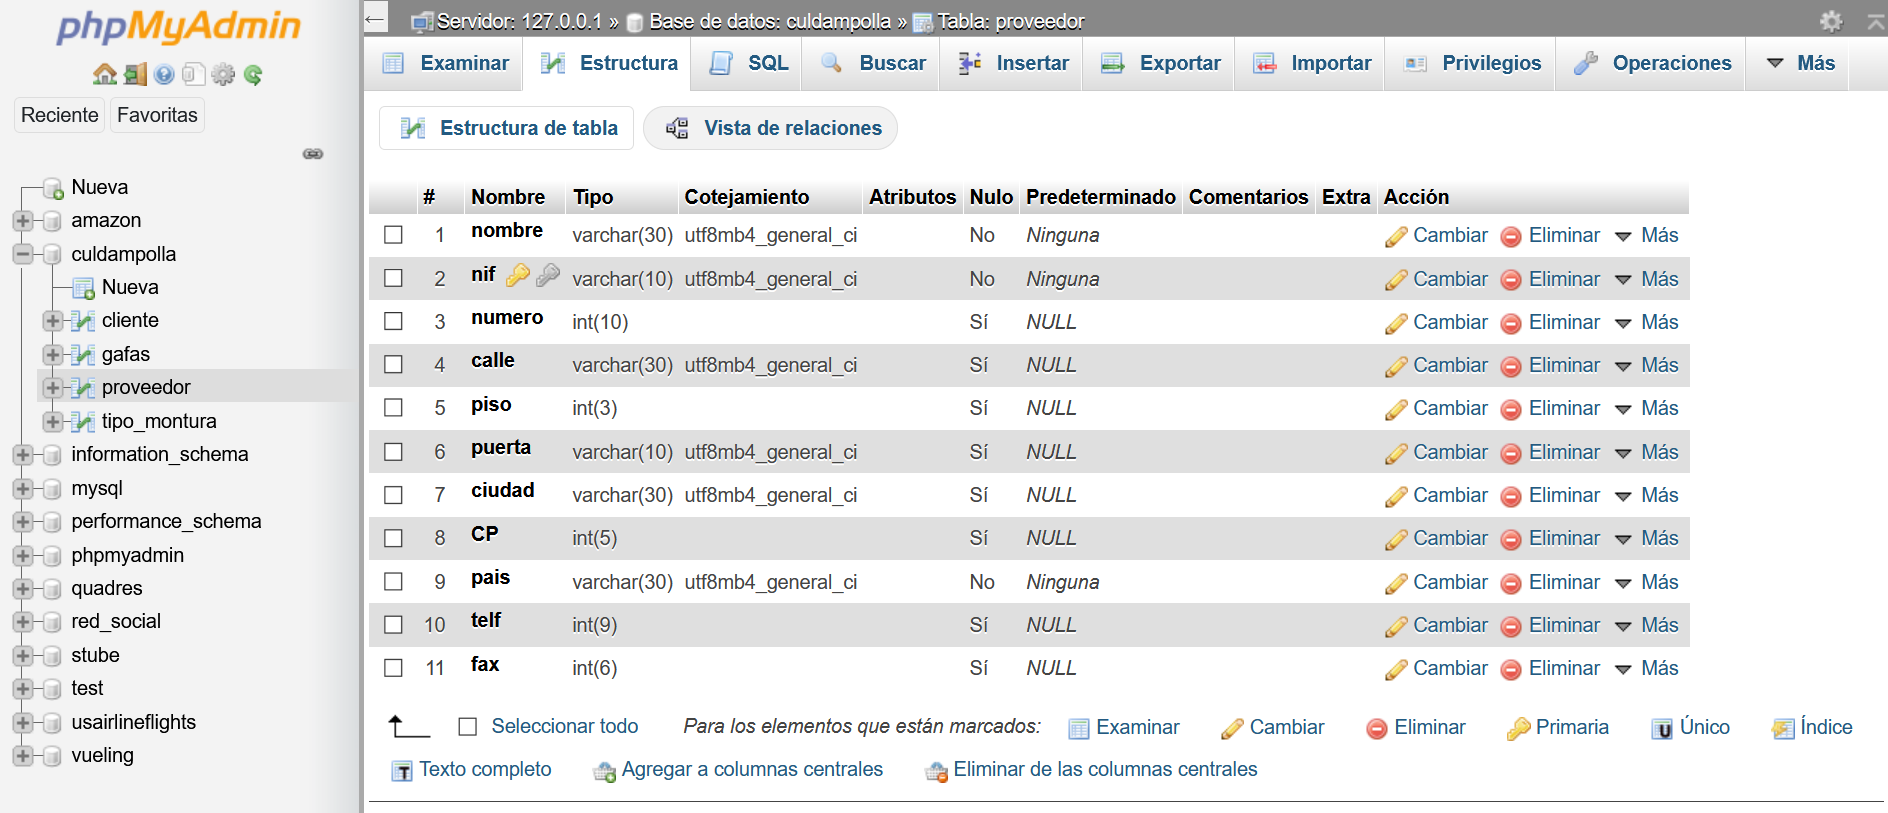 phpMyAdmin
Reciente Favoritas
Nueva
amazon
culdampolla
Nueva
cliente
gafas
proveedor
tipo_montura
information_schema
mysql
performance_schema
phpmyadmin
quadres
red_social
stube
test
usairlineflights
vueling
Servidor: 127.0.0.1 » Base de datos: culdampolla » Tabla: proveedor
Examinar Estructura SQL Buscar Insertar Exportar Importar Privilegios Operaciones Más
Estructura de tabla Vista de relaciones
# Nombre Tipo Cotejamiento Atributos Nulo Predeterminado Comentarios Extra Acción
1 nombre varchar(30) utf8mb4_general_ci No Ninguna Cambiar Eliminar Más
2 nif varchar(10) utf8mb4_general_ci No Ninguna Cambiar Eliminar Más
3 numero int(10) Sí NULL Cambiar Eliminar Más
4 calle varchar(30) utf8mb4_general_ci Sí NULL Cambiar Eliminar Más
5 piso int(3) Sí NULL Cambiar Eliminar Más
6 puerta varchar(10) utf8mb4_general_ci Sí NULL Cambiar Eliminar Más
7 ciudad varchar(30) utf8mb4_general_ci Sí NULL Cambiar Eliminar Más
8 CP int(5) Sí NULL Cambiar Eliminar Más
9 pais varchar(30) utf8mb4_general_ci No Ninguna Cambiar Eliminar Más
10 telf int(9) Sí NULL Cambiar Eliminar Más
11 fax int(6) Sí NULL Cambiar Eliminar Más
Seleccionar todo Para los elementos que están marcados: Examinar Cambiar Eliminar Primaria Único Índice
Texto completo Agregar a columnas centrales Eliminar de las columnas centrales